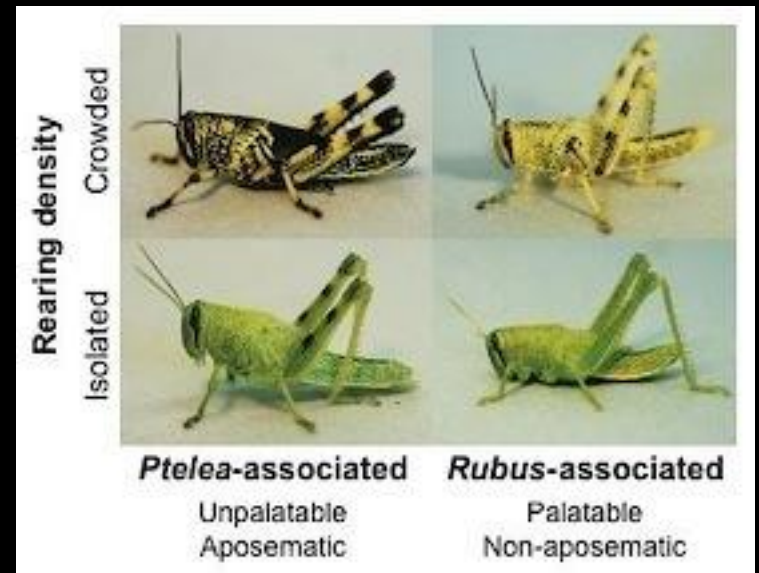 Rearing density
Crowded
Isolated
Ptelea-associated
Rubus-associated
Unpalatable
Aposematic
Palatable
Non-aposematic